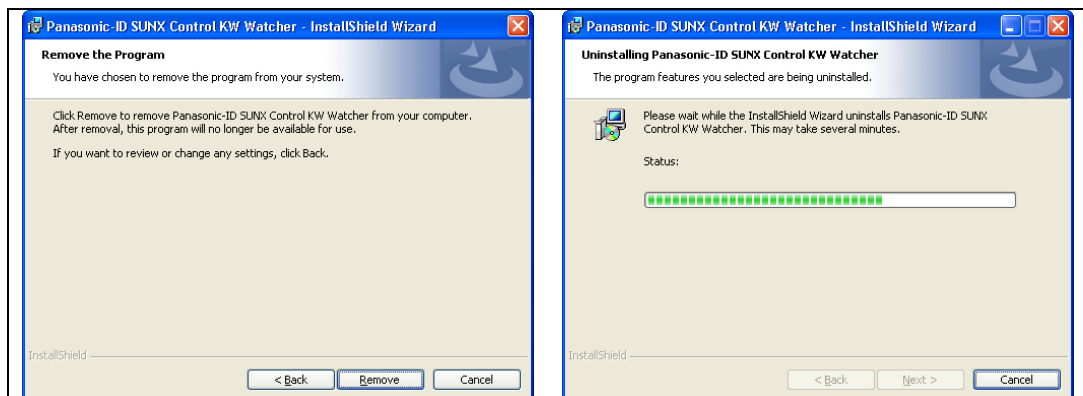 Panasonic-ID SUNX Control KW Watcher - InstallShield Wizard
Remove the Program
You have chosen to remove the program from your system.
Click Remove to remove Panasonic-ID SUNX Control KW Watcher from your computer.
After removal, this program will no longer be available for use.
If you want to review or change any settings, click Back.
InstallShield
< Back
Remove
Cancel
Panasonic-ID SUNX Control KW Watcher - InstallShield Wizard
Uninstalling Panasonic-ID SUNX Control KW Watcher
The program features you selected are being uninstalled.
Please wait while the InstallShield Wizard uninstalls Panasonic-ID SUNX
Control KW Watcher. This may take several minutes.
Status:
InstallShield
< Back
Next >
Cancel